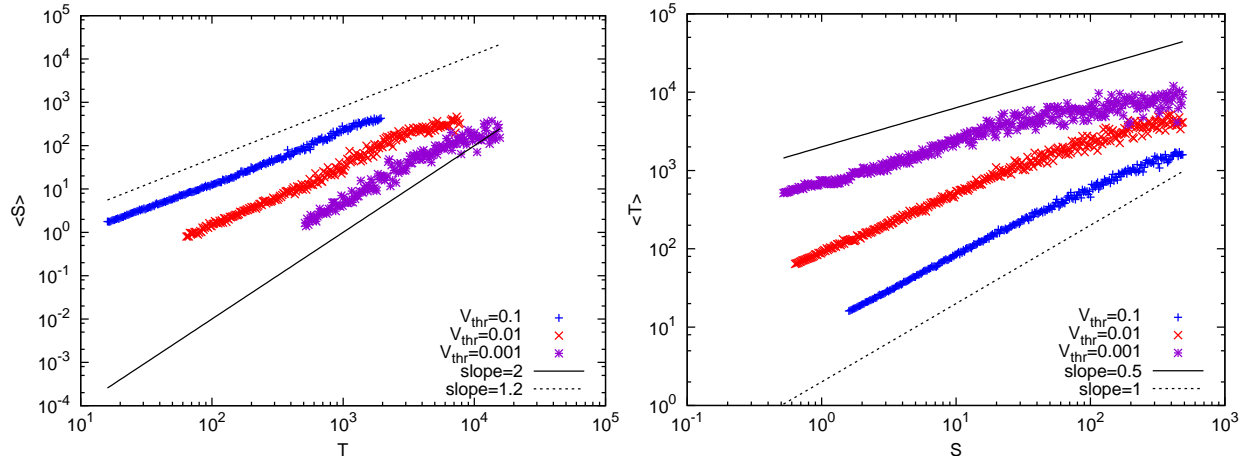 10^5
10^4
10^3
10^2
10^1
10^0
10^-1
10^-2
10^-3
10^-4
<S>
V_thr=0.1
V_thr=0.01
V_thr=0.001
slope=2
slope=1.2
10^1 10^2 10^3 10^4 10^5
T
10^5
10^4
10^3
10^2
10^1
10^0
<T>
V_thr=0.1
V_thr=0.01
V_thr=0.001
slope=0.5
slope=1
10^-1 10^0 10^1 10^2 10^3
S